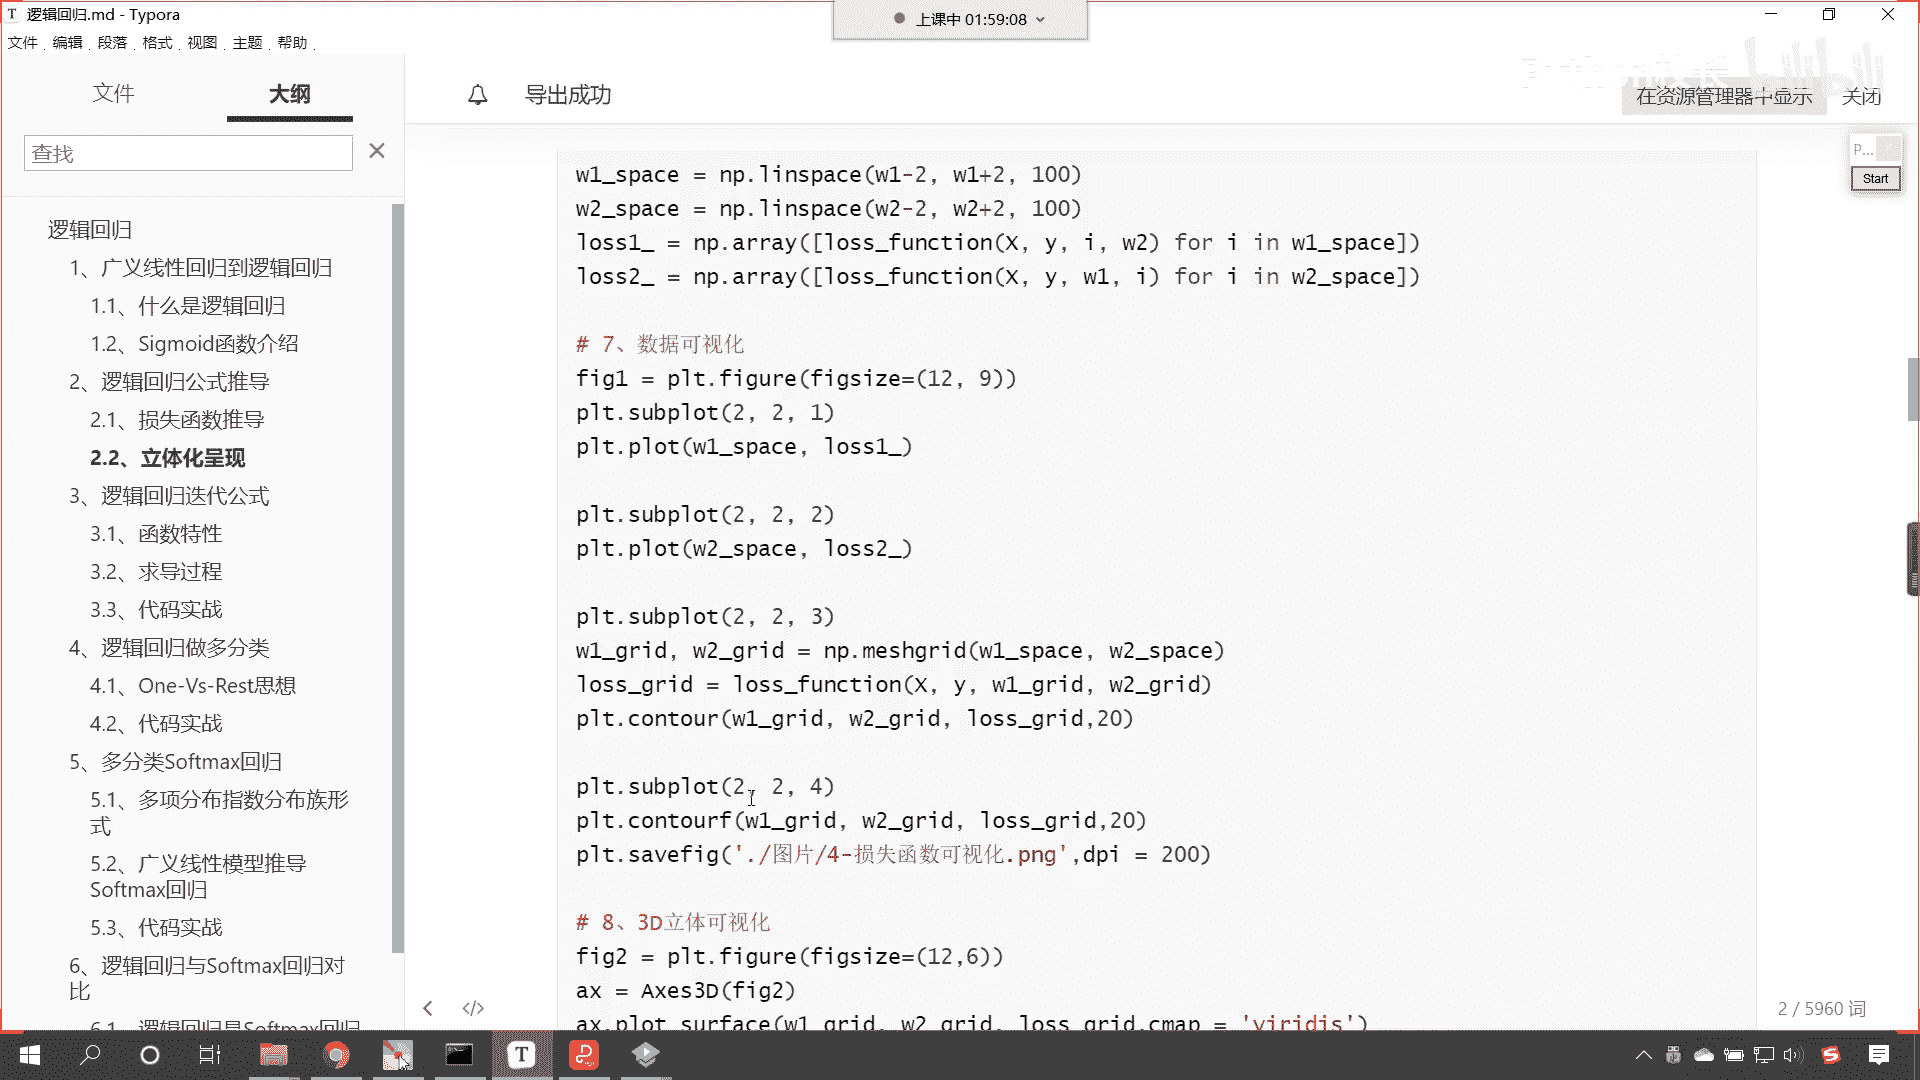 逻辑回归.md - Typora
上课中 01:59:08
文件 编辑 段落 格式 视图 主题 帮助
文件 大纲
导出成功
在资源管理器中显示 关闭
查找
P...
Start
逻辑回归
1、广义线性回归到逻辑回归
1.1、什么是逻辑回归
1.2、Sigmoid函数介绍
2、逻辑回归公式推导
2.1、损失函数推导
2.2、立体化呈现
3、逻辑回归迭代公式
3.1、函数特性
3.2、求导过程
3.3、代码实战
4、逻辑回归做多分类
4.1、One-Vs-Rest思想
4.2、代码实战
5、多分类Softmax回归
5.1、多项分布指数分布族形
式
5.2、广义线性模型推导
Softmax回归
5.3、代码实战
6、逻辑回归与Softmax回归对
比
6.1、逻辑回归是Softmax回归
w1_space = np.linspace(w1-2, w1+2, 100)
w2_space = np.linspace(w2-2, w2+2, 100)
loss1_ = np.array([loss_function(X, y, i, w2) for i in w1_space])
loss2_ = np.array([loss_function(X, y, w1, i) for i in w2_space])
# 7、数据可视化
fig1 = plt.figure(figsize=(12, 9))
plt.subplot(2, 2, 1)
plt.plot(w1_space, loss1_)
plt.subplot(2, 2, 2)
plt.plot(w2_space, loss2_)
plt.subplot(2, 2, 3)
w1_grid, w2_grid = np.meshgrid(w1_space, w2_space)
loss_grid = loss_function(X, y, w1_grid, w2_grid)
plt.contour(w1_grid, w2_grid, loss_grid,20)
plt.subplot(2, 2, 4)
plt.contourf(w1_grid, w2_grid, loss_grid,20)
plt.savefig('./图片/4-损失函数可视化.png',dpi = 200)
# 8、3D立体可视化
fig2 = plt.figure(figsize=(12,6))
ax = Axes3D(fig2)
ax.plot_surface(w1_grid, w2_grid, loss_grid,cmap = 'viridis')
2 / 5960 词